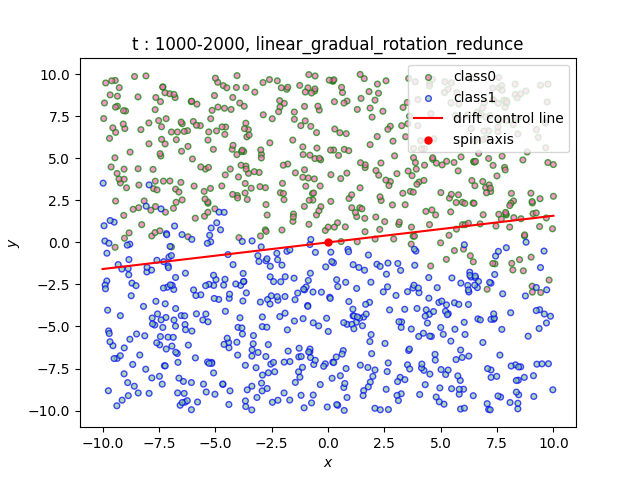 t : 1000-2000, linear_gradual_rotation_redunce
class0
class1
drift control line
spin axis
10.0
7.5
5.0
2.5
0.0
−2.5
−5.0
−7.5
−10.0
y
−10.0 −7.5 −5.0 −2.5 0.0 2.5 5.0 7.5 10.0
x